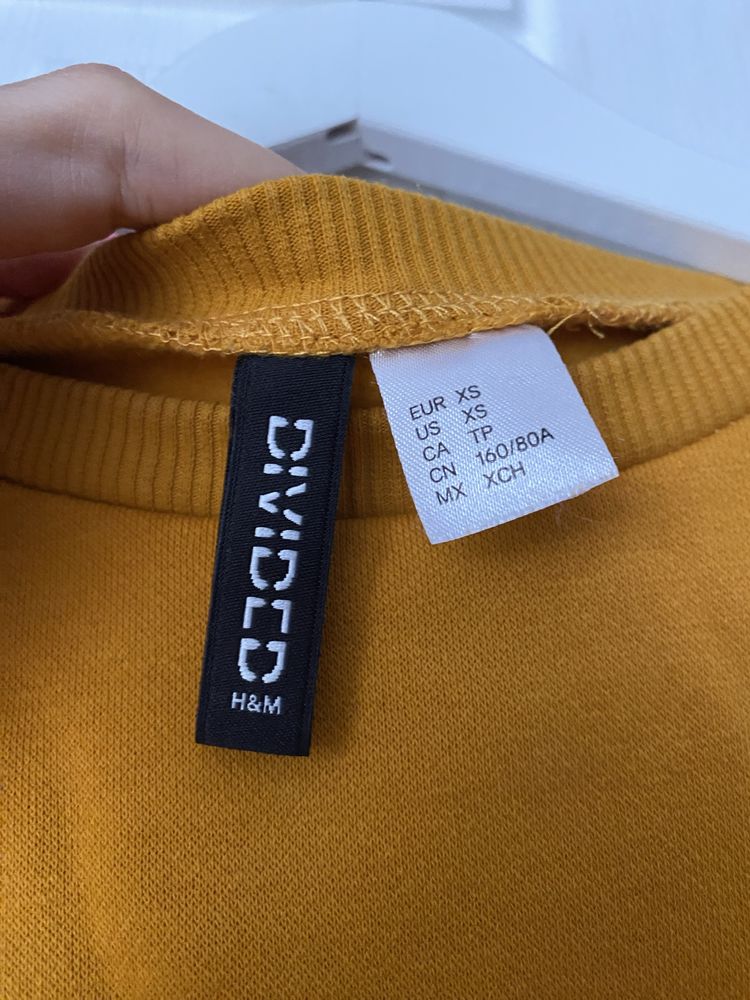 DIVIDED
H&M
EUR XS
US XS
CA TP
CN 160/80A
MX XCH